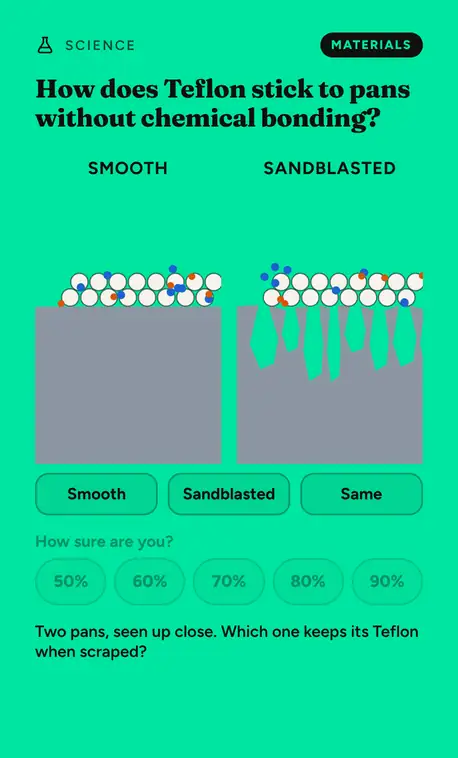 SCIENCE
MATERIALS
How does Teflon stick to pans
without chemical bonding?
SMOOTH
SANDBLASTED
Smooth
Sandblasted
Same
How sure are you?
50%
60%
70%
80%
90%
Two pans, seen up close. Which one keeps its Teflon
when scraped?